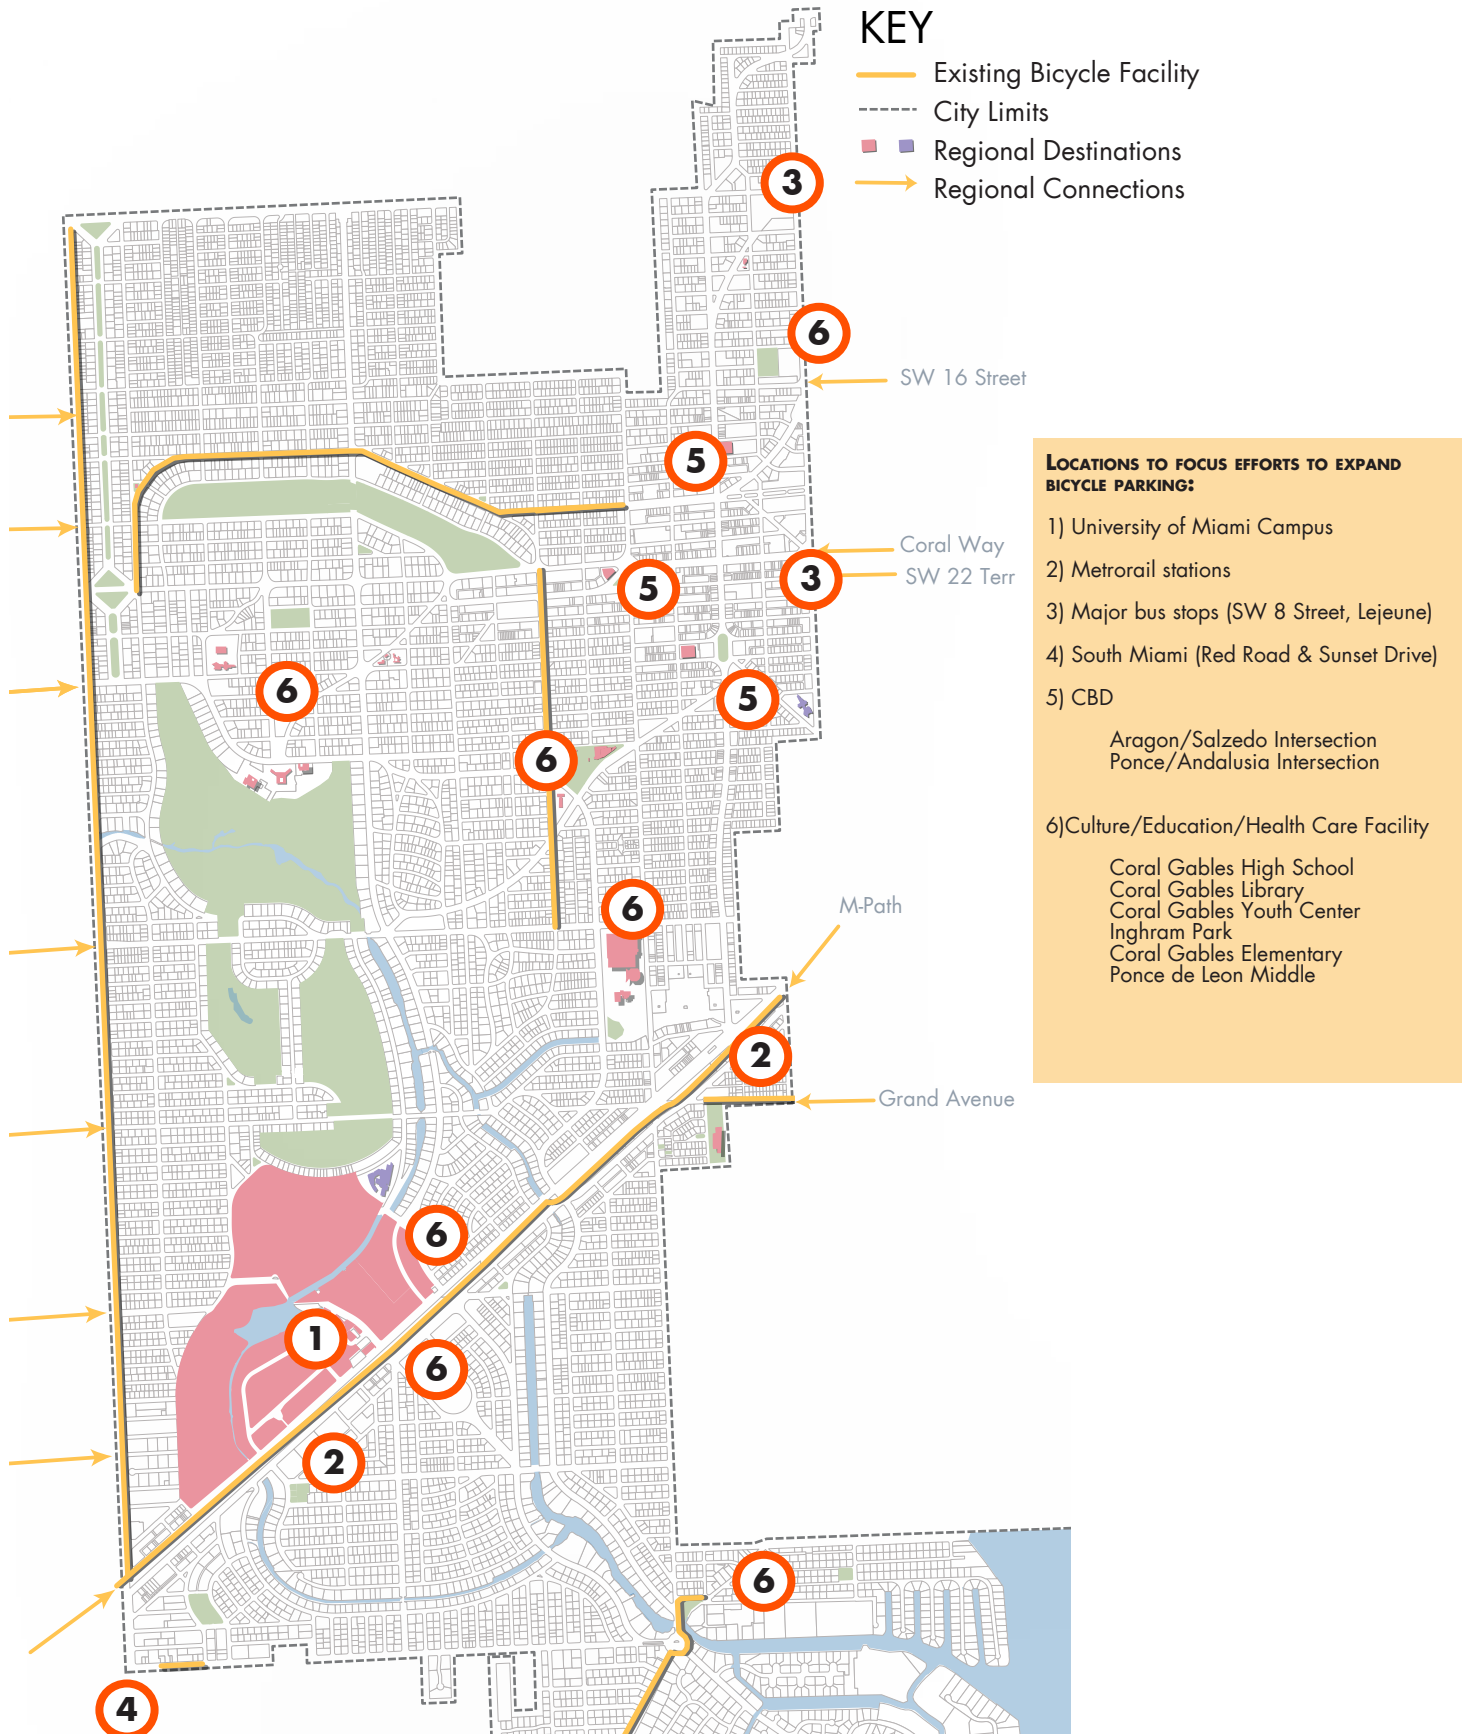 KEY
Existing Bicycle Facility
City Limits
Regional Destinations
Regional Connections
3
6
SW 16 Street
5
Coral Way
SW 22 Terr
3
5
6
5
6
6
M-Path
2
Grand Avenue
6
1
6
2
6
4
LOCATIONS TO FOCUS EFFORTS TO EXPAND
BICYCLE PARKING:
1) University of Miami Campus
2) Metrorail stations
3) Major bus stops (SW 8 Street, Lejeune)
4) South Miami (Red Road & Sunset Drive)
5) CBD
Aragon/Salzedo Intersection
Ponce/Andalusia Intersection
6)Culture/Education/Health Care Facility
Coral Gables High School
Coral Gables Library
Coral Gables Youth Center
Inghram Park
Coral Gables Elementary
Ponce de Leon Middle